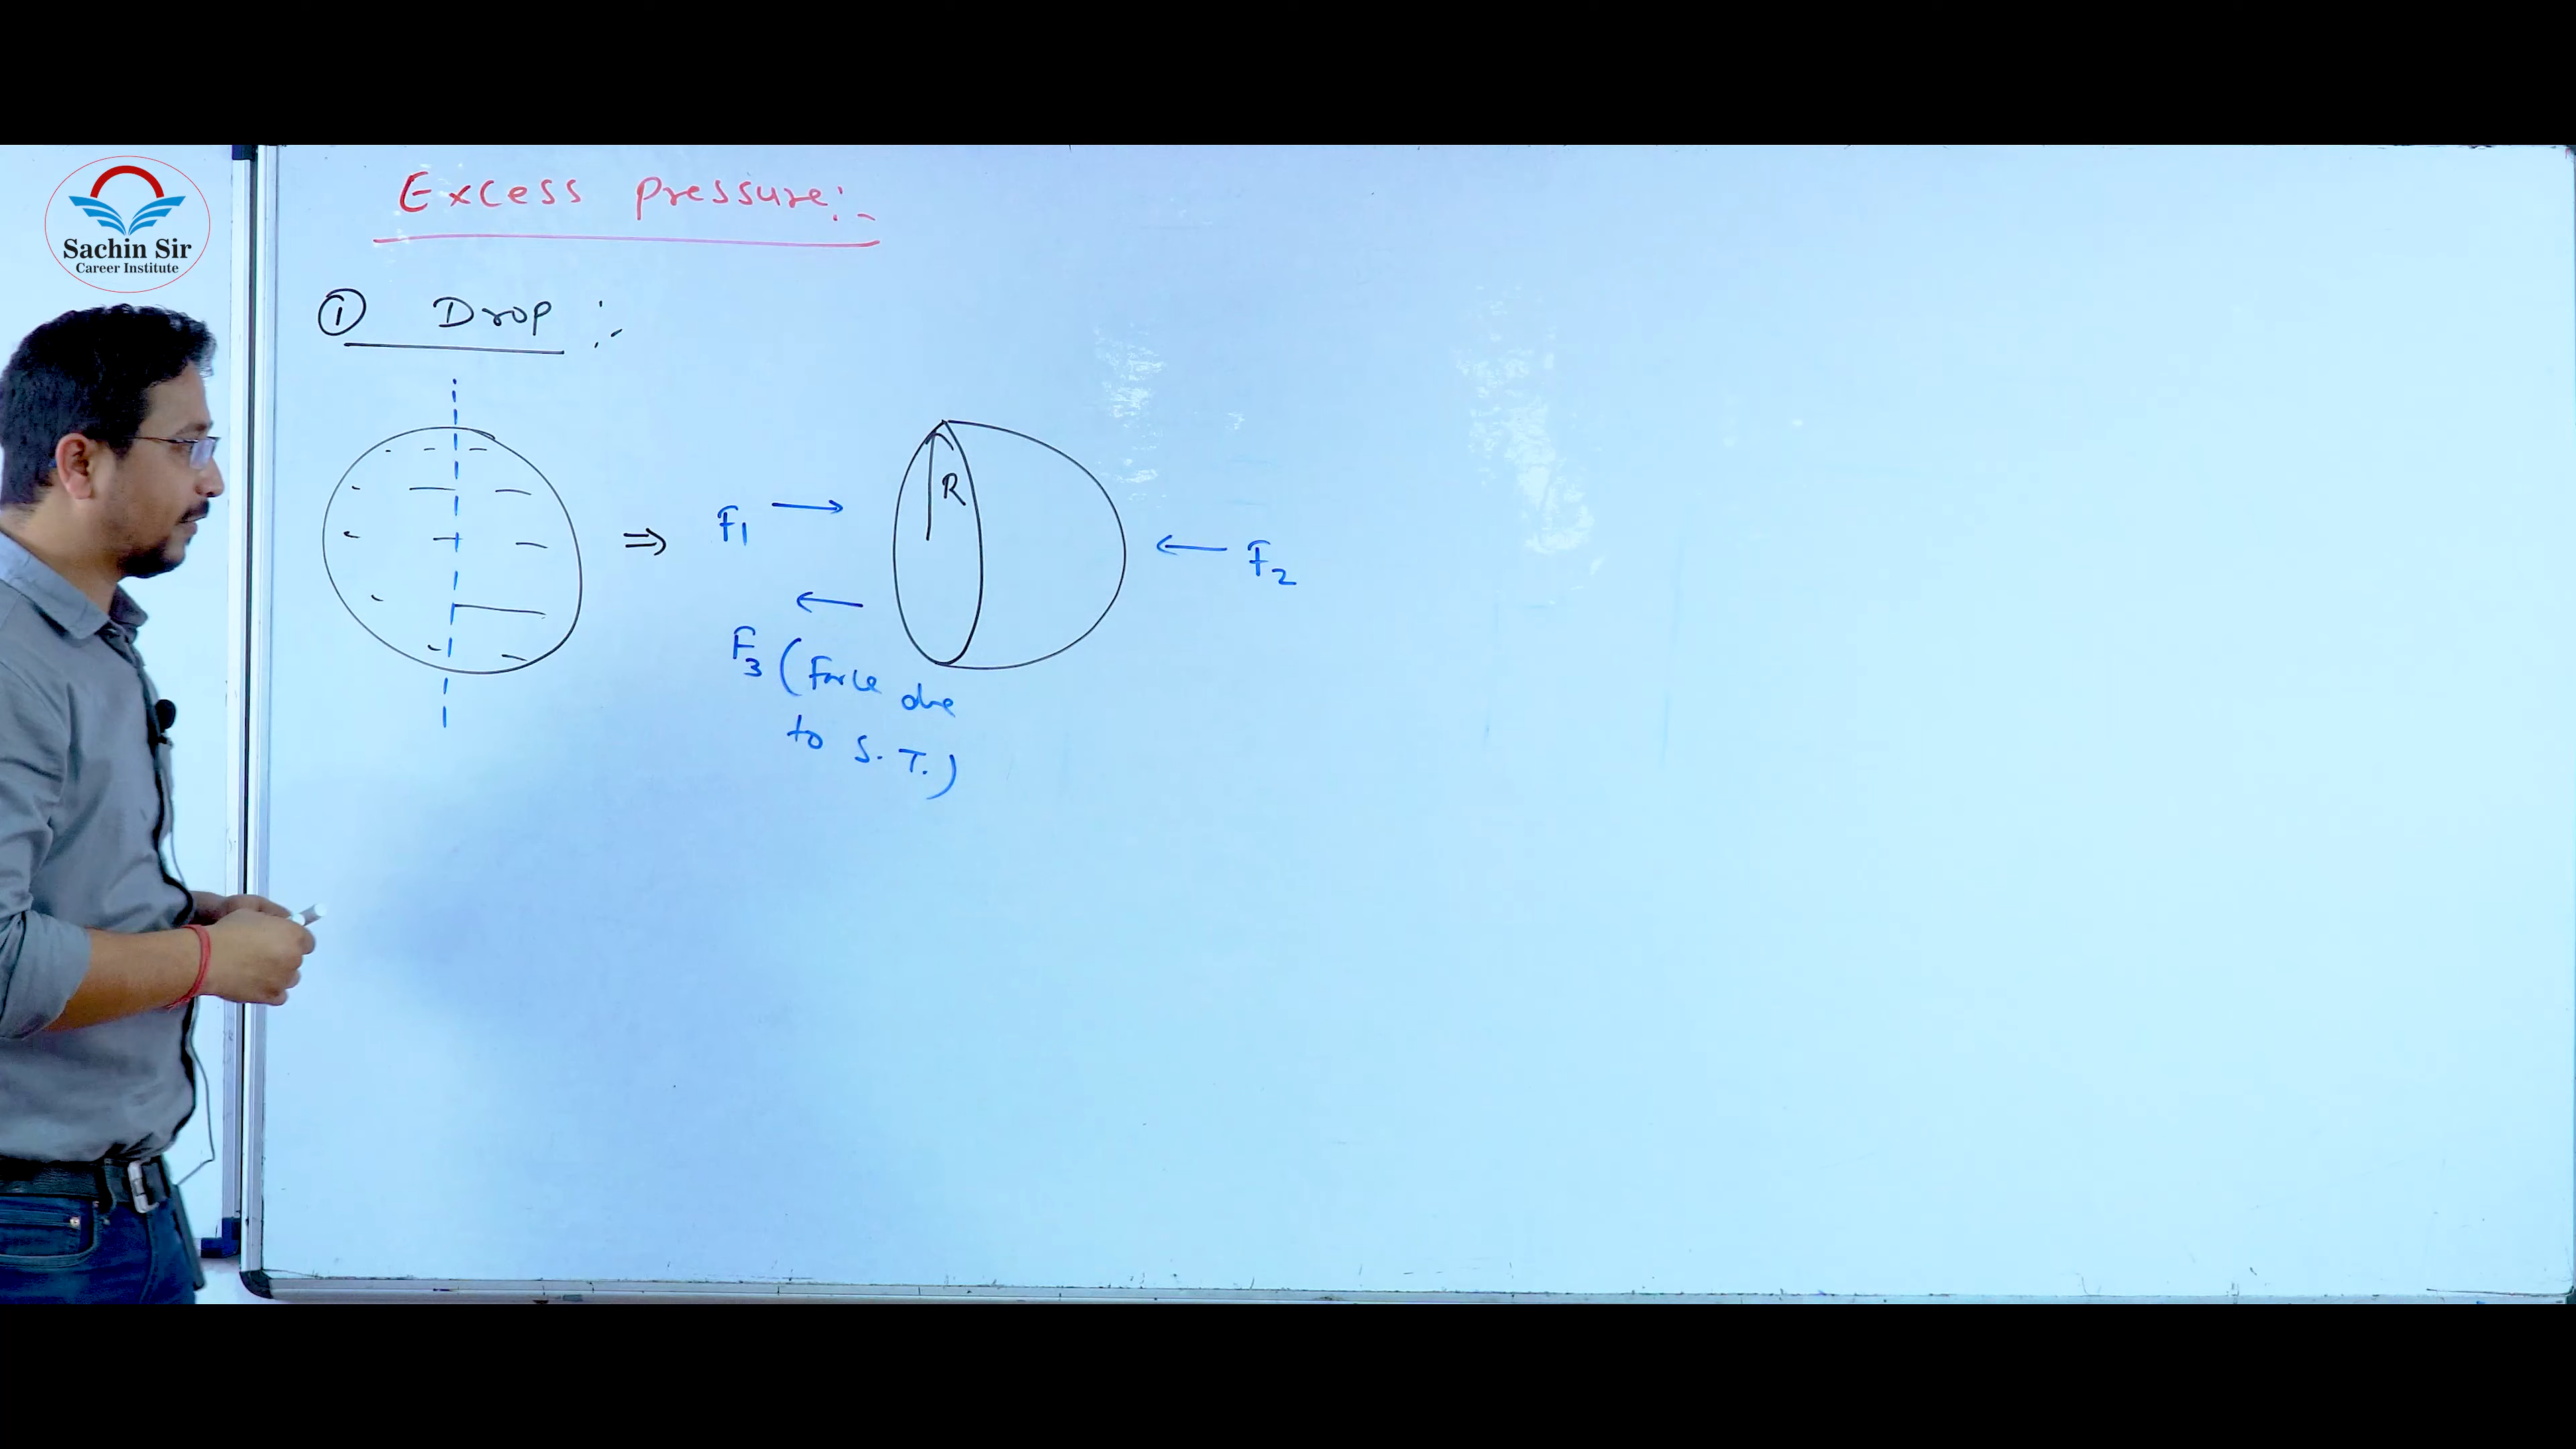 Sachin Sir
Career Institute
Excess pressure:-
① Drop :-
R
F1
F2
F3 (Force due
to S.T.)